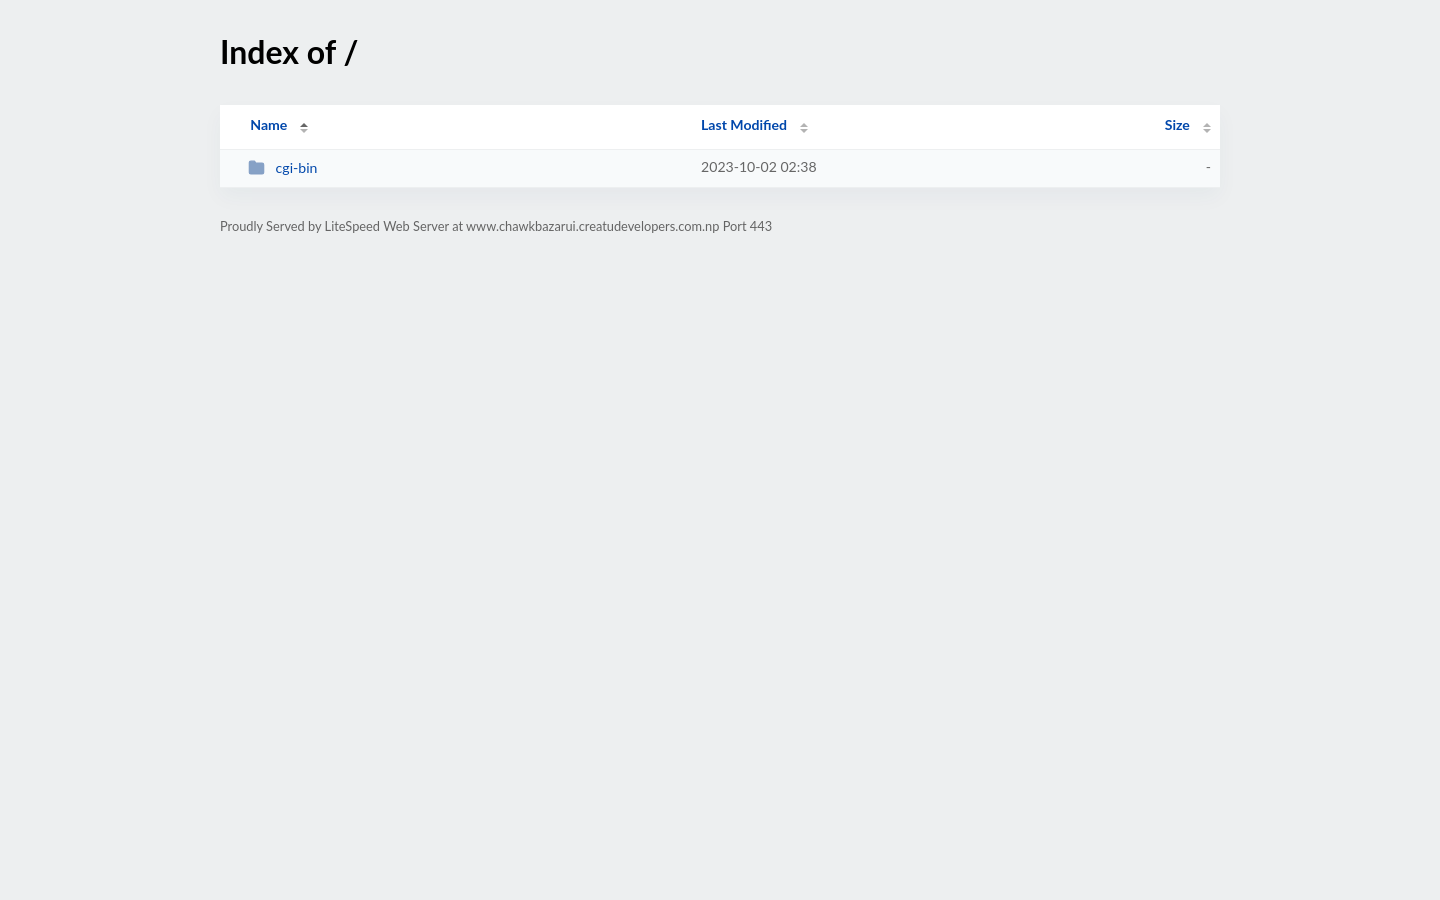 Index of /
Name Last Modified Size
cgi-bin 2023-10-02 02:38 -
Proudly Served by LiteSpeed Web Server at www.chawkbazarui.creatudevelopers.com.np Port 443